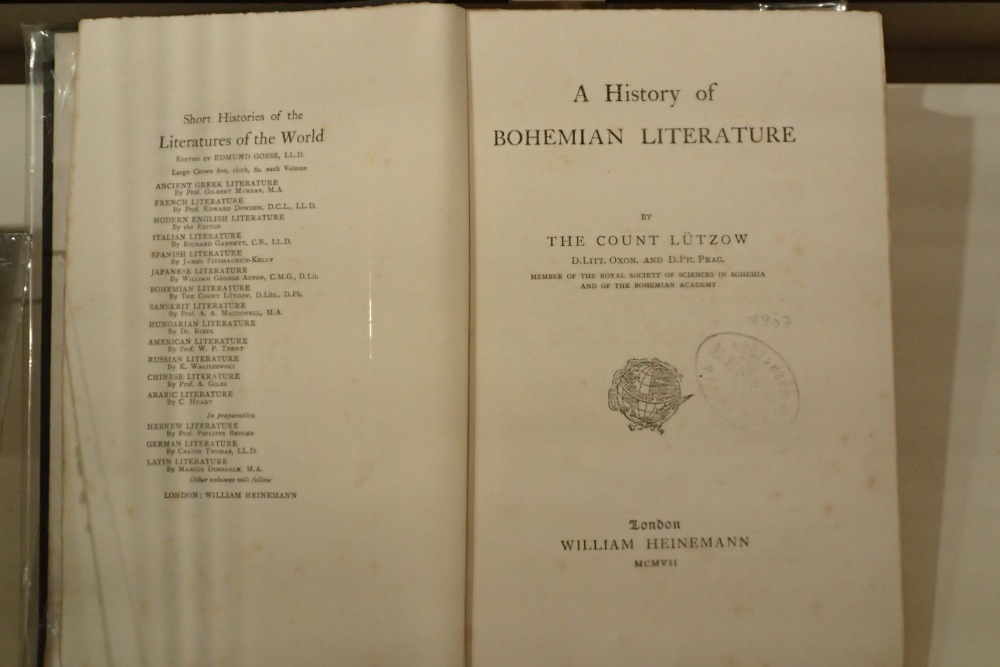 Short Histories of the
Literatures of the World
EDITED BY EDMUND GOSSE, LL.D.
Large Crown 8vo, cloth, 6s. each Volume
ANCIENT GREEK LITERATURE
By Prof. Gilbert Murray, M.A.
FRENCH LITERATURE
By Prof. Edward Dowden, D.C.L., LL.D.
MODERN ENGLISH LITERATURE
By the Editor
ITALIAN LITERATURE
By Richard Garnett, C.B., LL.D.
SPANISH LITERATURE
By James Fitzmaurice-Kelly
JAPANESE LITERATURE
By William George Aston, C.M.G., D.Lit.
BOHEMIAN LITERATURE
By The Count Lützow, D.Litt., D.Ph.
SANSKRIT LITERATURE
By Prof. A. A. Macdonell, M.A.
HUNGARIAN LITERATURE
By Dr. Riedl
AMERICAN LITERATURE
By Prof. W. P. Trent
RUSSIAN LITERATURE
By K. Waliszewski
CHINESE LITERATURE
By Prof. A. Giles
ARABIC LITERATURE
By C. Huart
In preparation
HEBREW LITERATURE
By Prof. Philippe Berger
GERMAN LITERATURE
By Calvin Thomas, LL.D.
LATIN LITERATURE
By Marcus Dimsdale, M.A.
Other volumes will follow
LONDON: WILLIAM HEINEMANN
A History of
BOHEMIAN LITERATURE
BY
THE COUNT LÜTZOW
D.Litt. Oxon. and D.Ph. Prag.
MEMBER OF THE ROYAL SOCIETY OF SCIENCES IN BOHEMIA
AND OF THE BOHEMIAN ACADEMY
1907
London
WILLIAM HEINEMANN
MCMVII